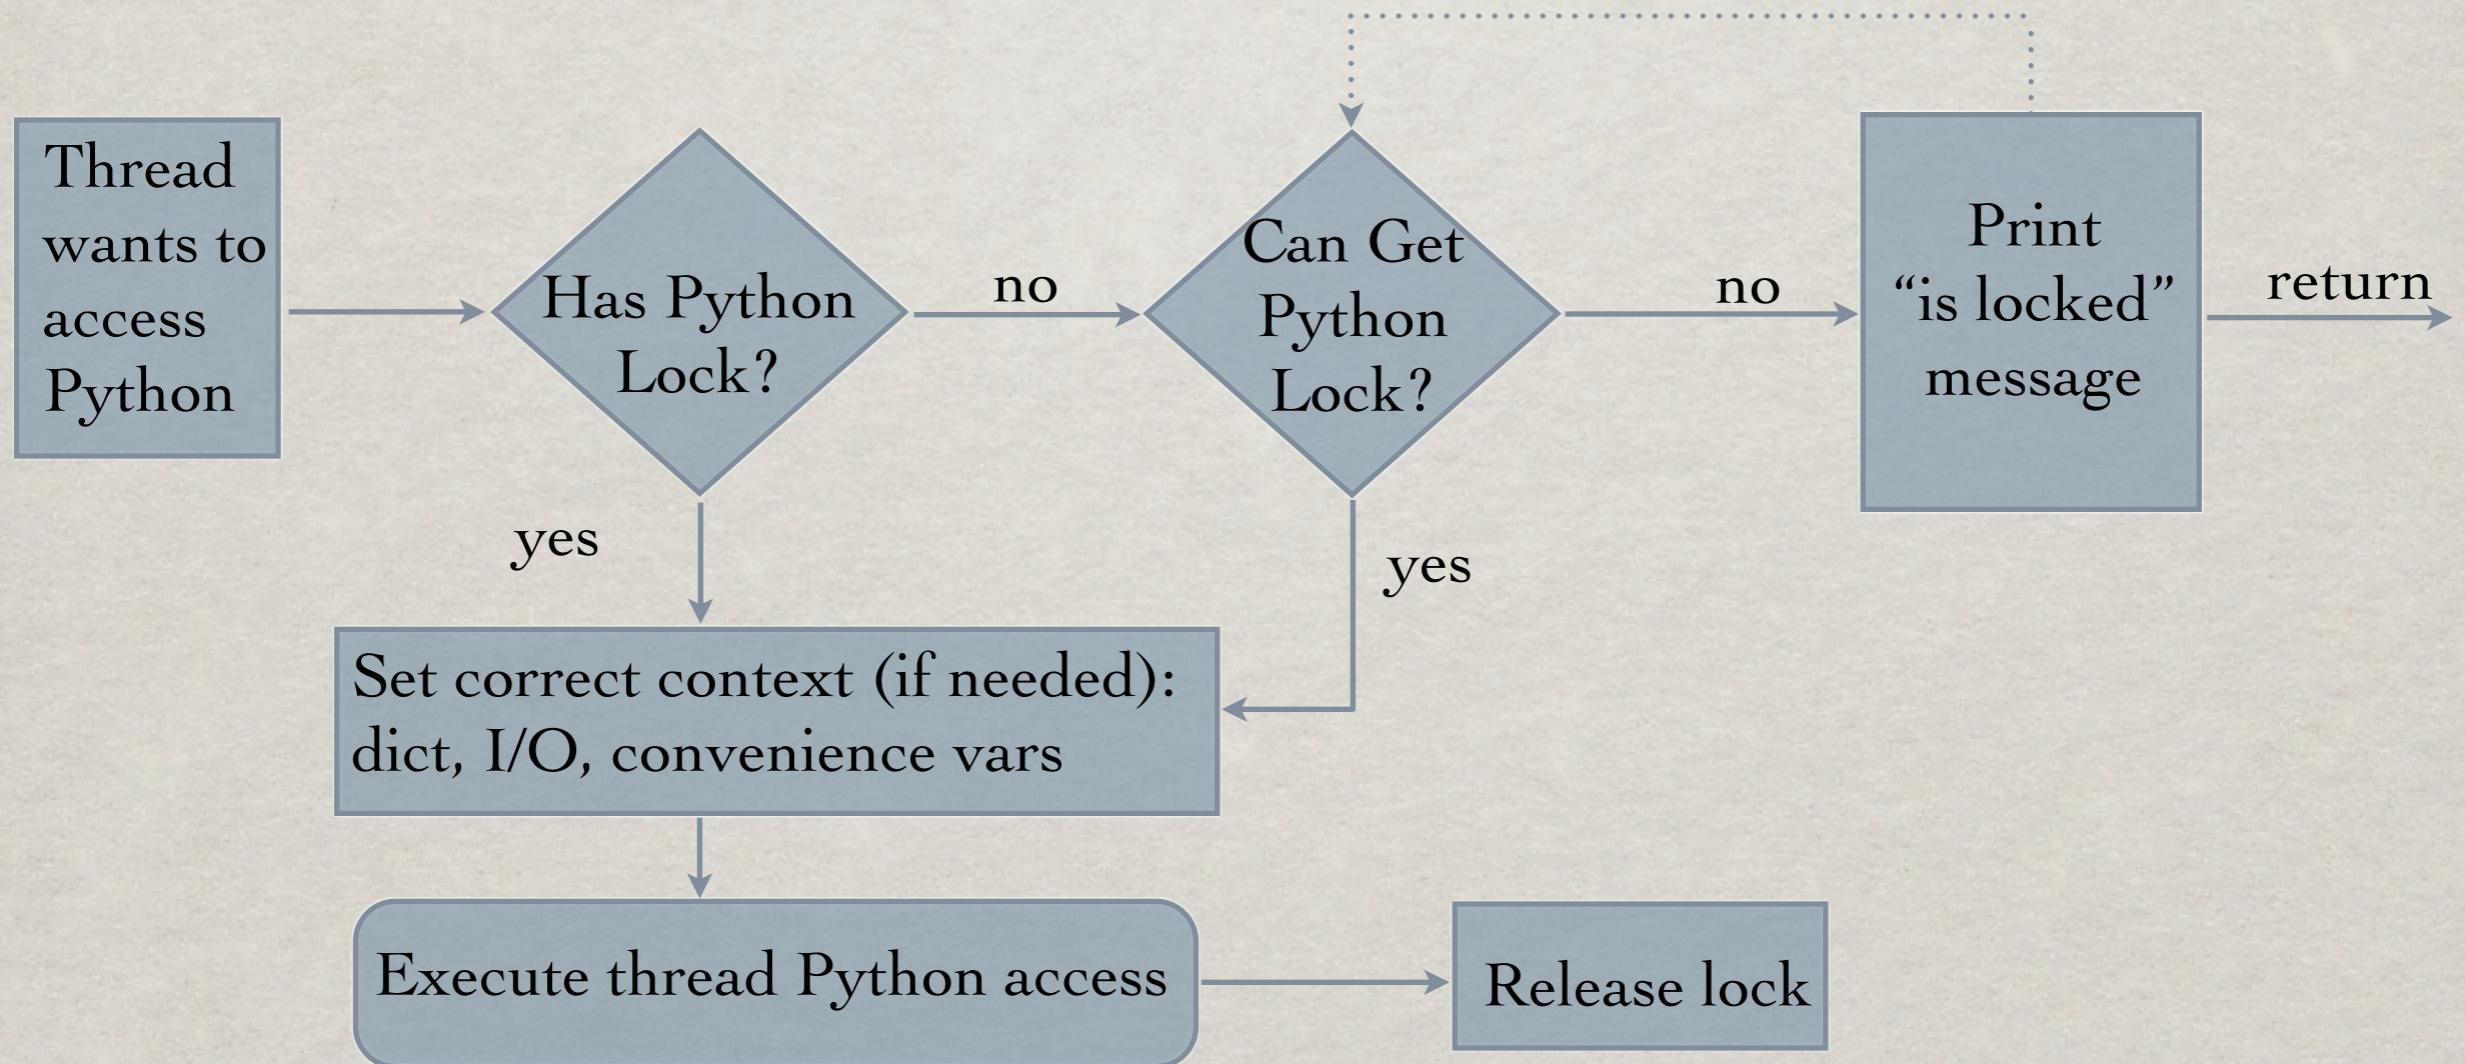 Thread
wants to
access
Python
Has Python
Lock?
no
Can Get
Python
Lock?
no
Print
“is locked”
message
return
yes
yes
Set correct context (if needed):
dict, I/O, convenience vars
Execute thread Python access
Release lock